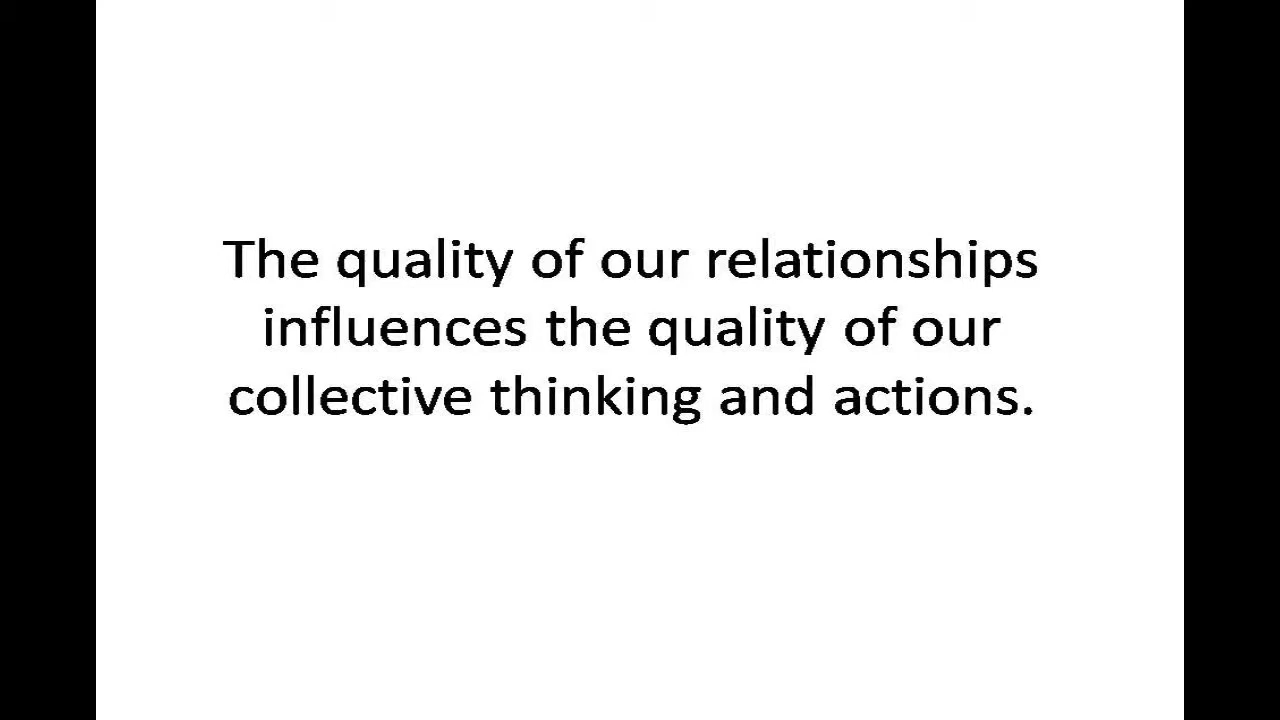 The quality of our relationships
influences the quality of our
collective thinking and actions.